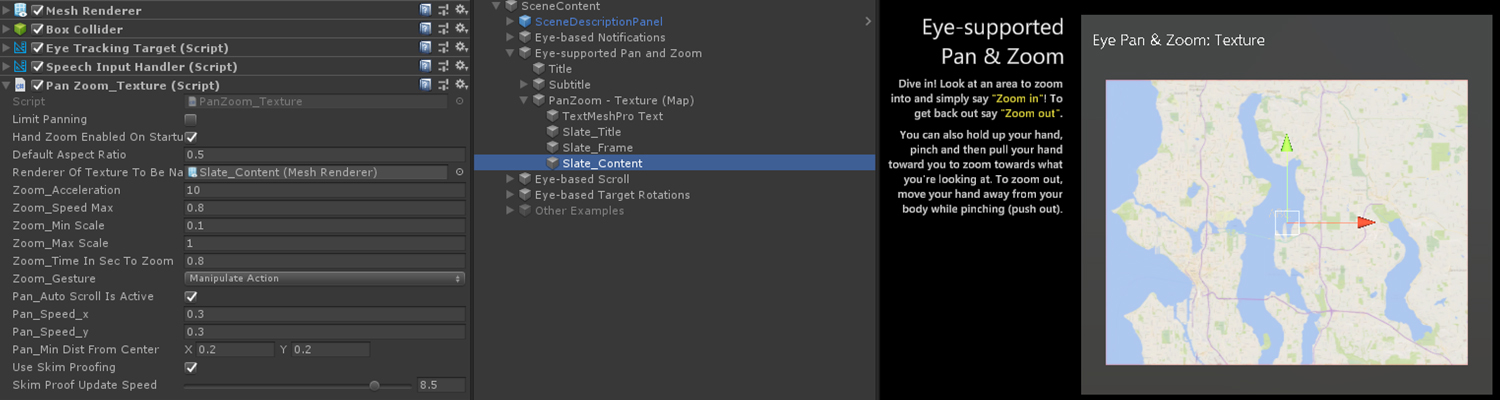 Mesh Renderer
Box Collider
Eye Tracking Target (Script)
Speech Input Handler (Script)
Pan Zoom_Texture (Script)
Script PanZoom_Texture
Limit Panning
Hand Zoom Enabled On Startu
Default Aspect Ratio 0.5
Renderer Of Texture To Be Na Slate_Content (Mesh Renderer)
Zoom_Acceleration 10
Zoom_Speed Max 0.8
Zoom_Min Scale 0.1
Zoom_Max Scale 1
Zoom_Time In Sec To Zoom 0.8
Zoom_Gesture Manipulate Action
Pan_Auto Scroll Is Active
Pan_Speed_x 0.3
Pan_Speed_y 0.3
Pan_Min Dist From Center X 0.2 Y 0.2
Use Skim Proofing
Skim Proof Update Speed 8.5
SceneContent
SceneDescriptionPanel
Eye-based Notifications
Eye-supported Pan and Zoom
Title
Subtitle
PanZoom - Texture (Map)
TextMeshPro Text
Slate_Title
Slate_Frame
Slate_Content
Eye-based Scroll
Eye-based Target Rotations
Other Examples
Eye-supported
Pan & Zoom
Dive in! Look at an area to zoom
into and simply say "Zoom in"! To
get back out say "Zoom out".
You can also hold up your hand,
pinch and then pull your hand
toward you to zoom towards what
you're looking at. To zoom out,
move your hand away from your
body while pinching (push out).
Eye Pan & Zoom: Texture